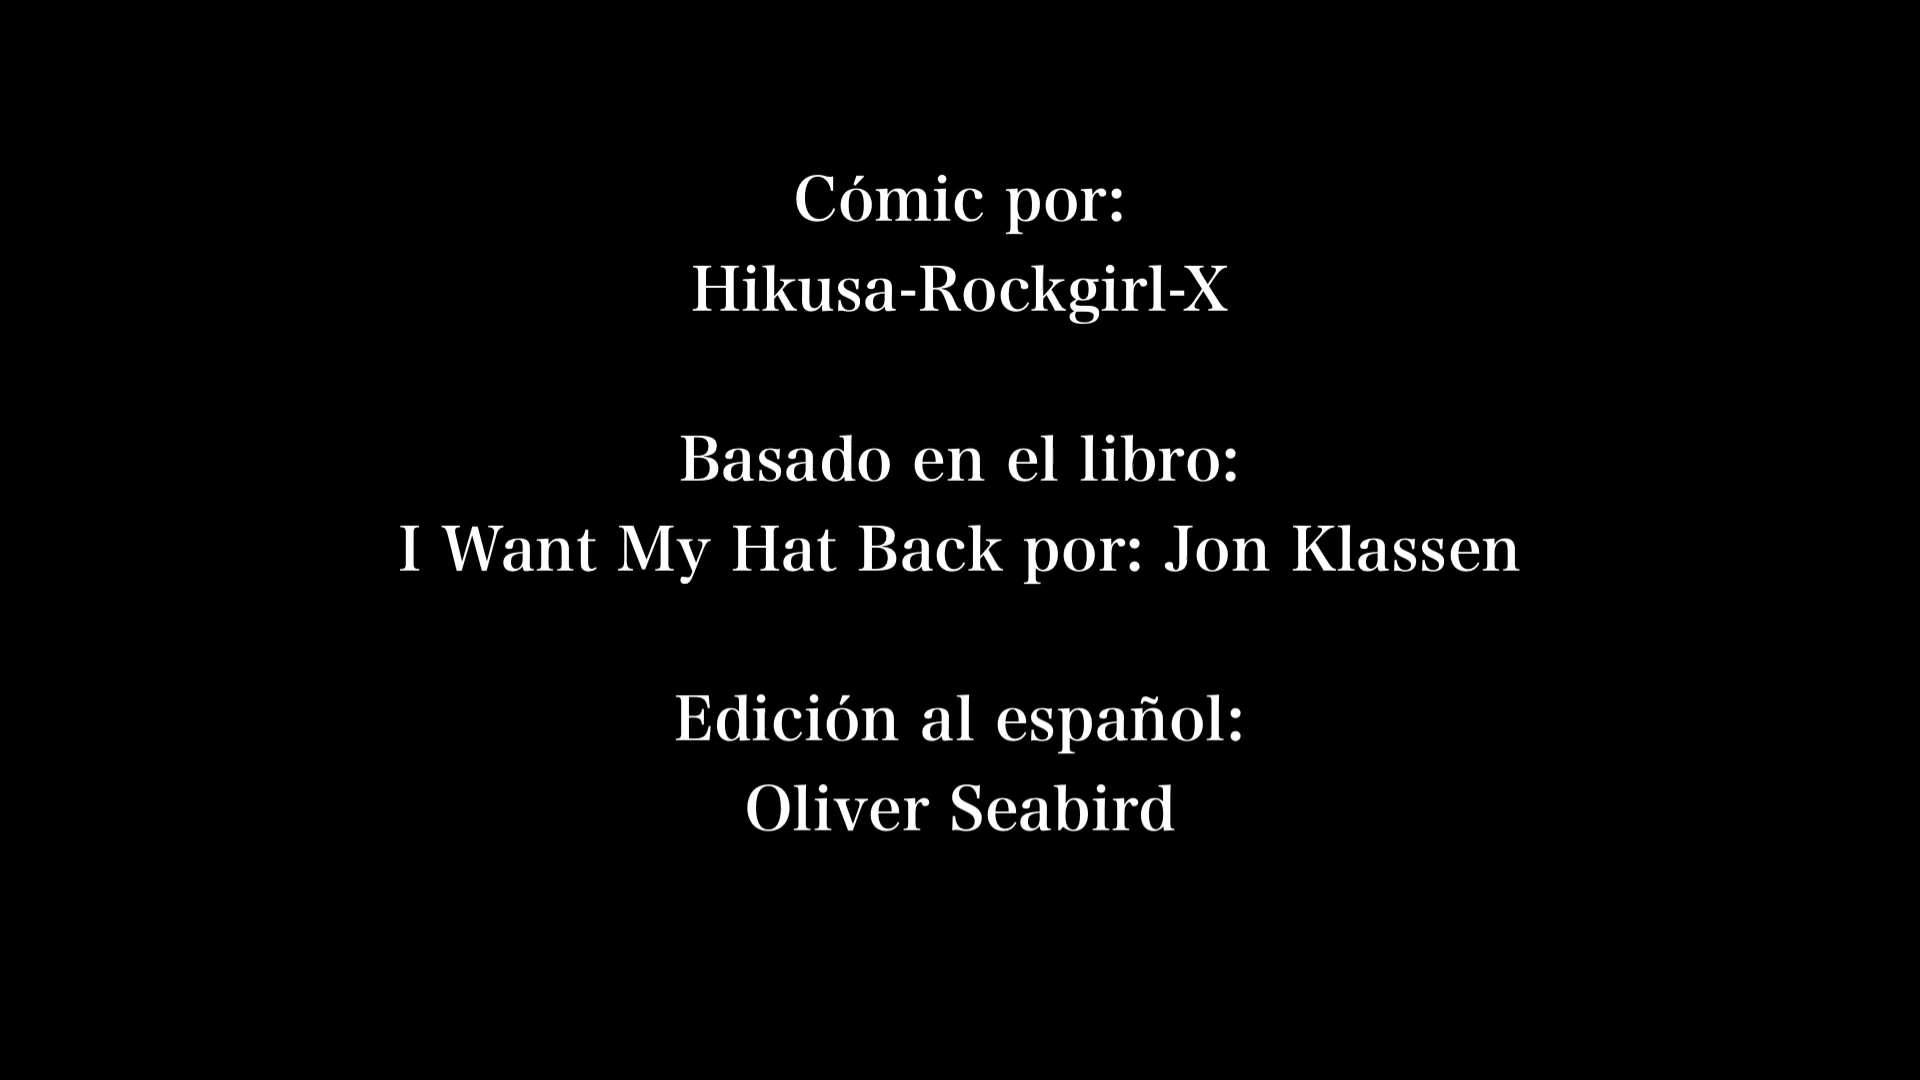 Cómic por:
Hikusa-Rockgirl-X
Basado en el libro:
I Want My Hat Back por: Jon Klassen
Edición al español:
Oliver Seabird